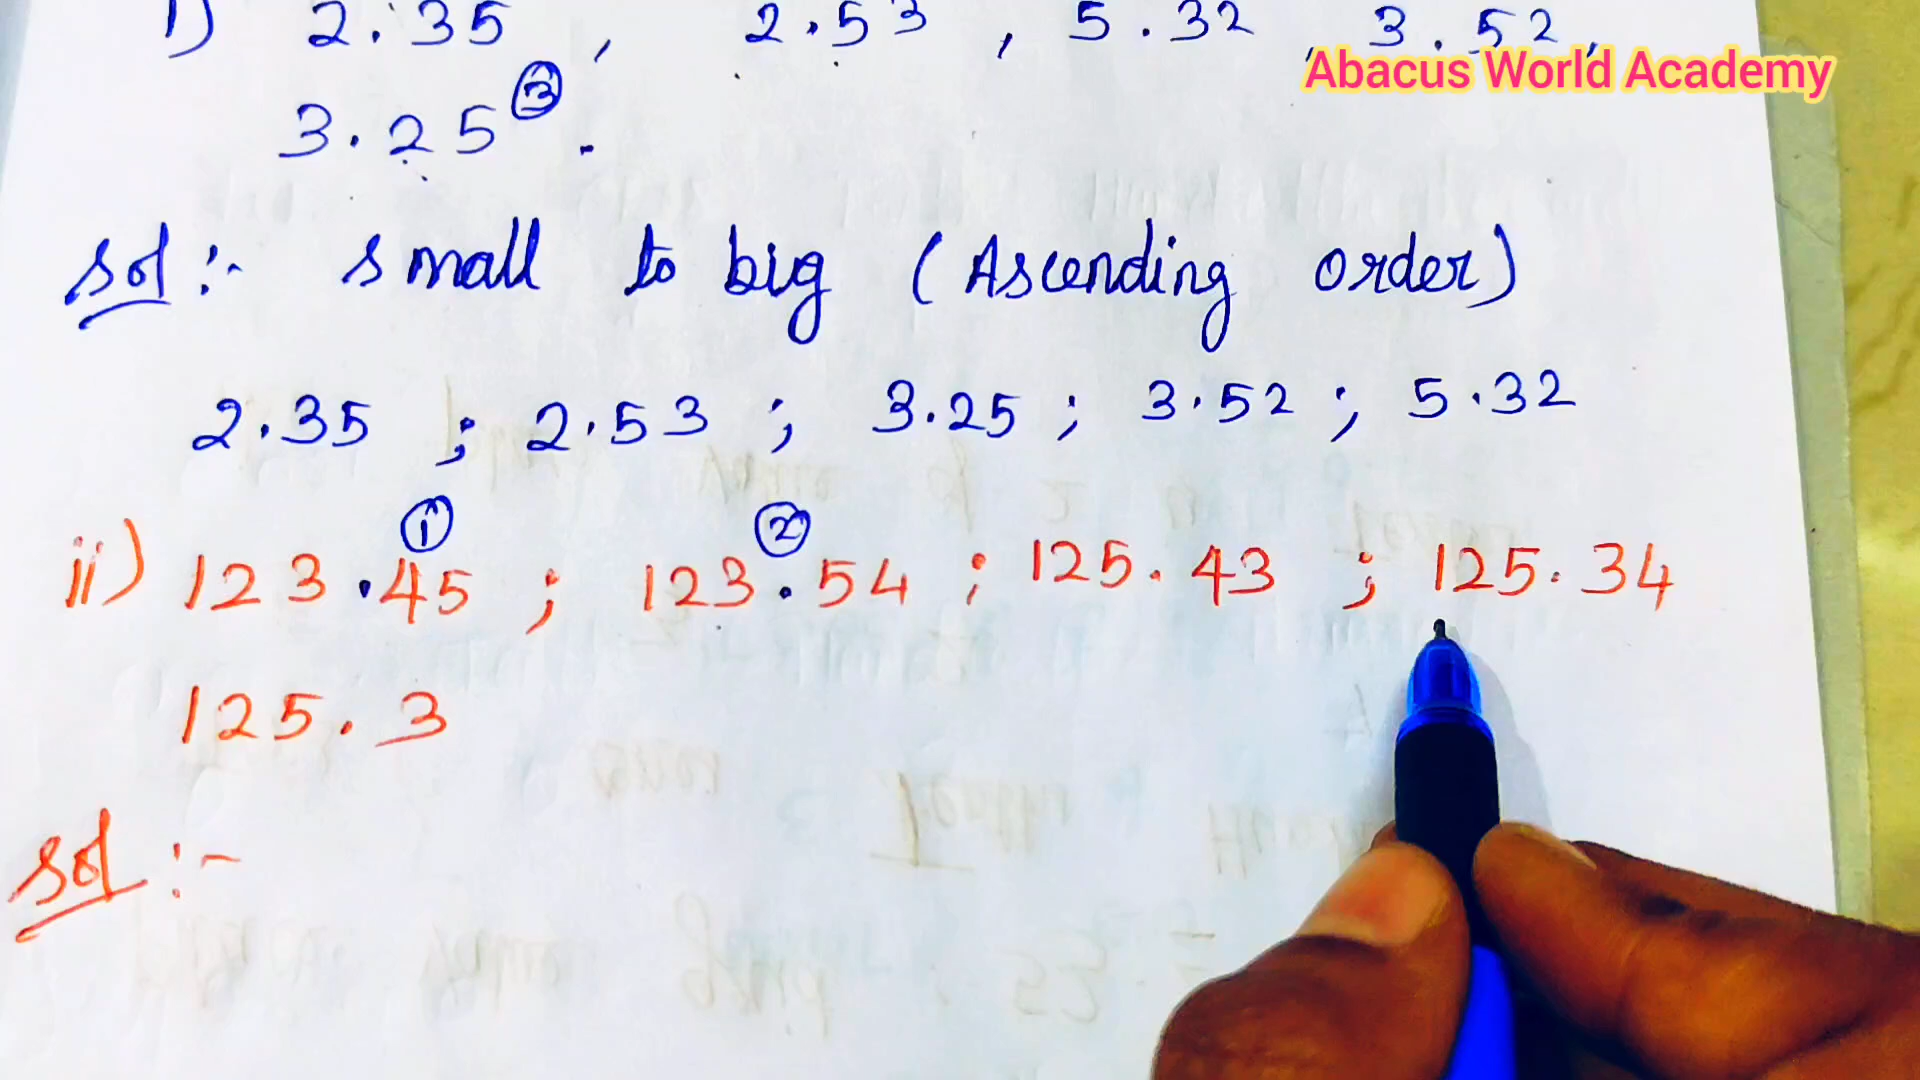 i) 2.35 , 2.53 , 5.32 , 3.52,
Abacus World Academy
3.25 ③ .
Sol :- Small to big (Ascending order)
2.35 ; 2.53 ; 3.25 ; 3.52 ; 5.32
① ②
ii) 123.45 ; 123.54 ; 125.43 ; 125.34
125.3
Sol :-